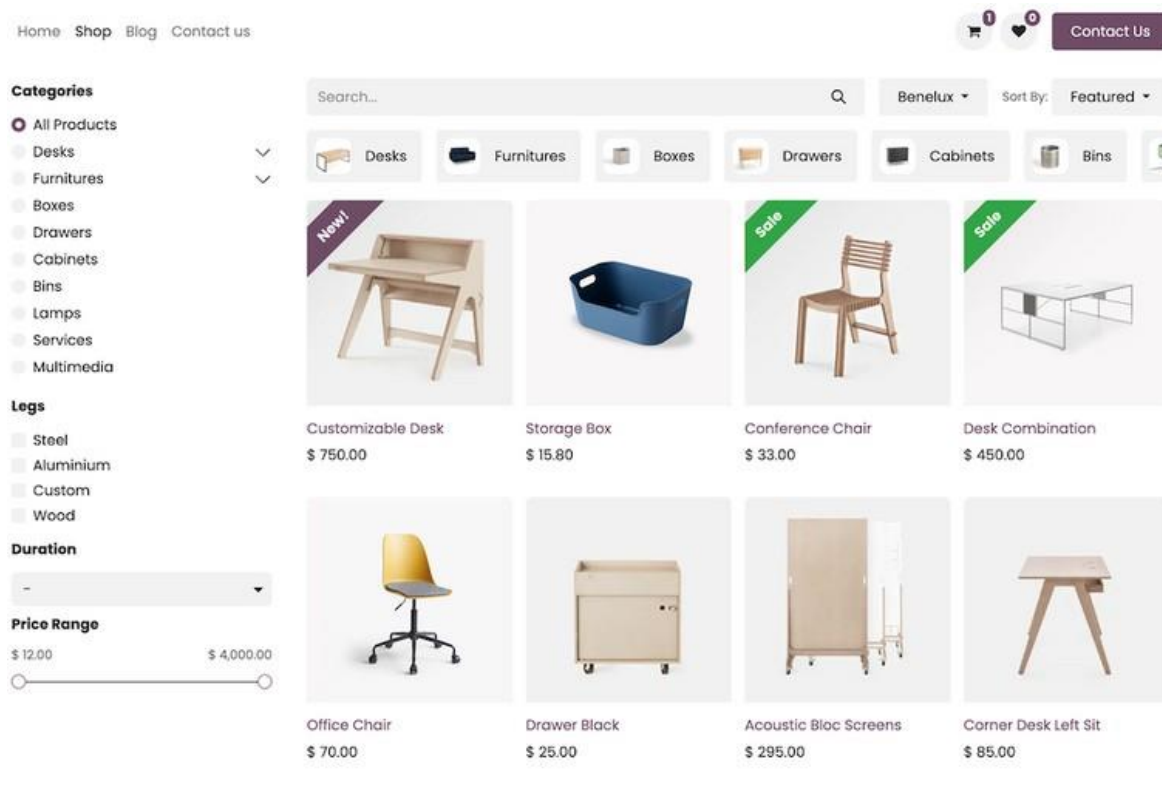 Home Shop Blog Contact us 1 0 Contact Us
Categories
All Products
Desks
Furnitures
Boxes
Drawers
Cabinets
Bins
Lamps
Services
Multimedia
Legs
Steel
Aluminium
Custom
Wood
Duration
-
Price Range
$ 12.00 $ 4,000.00
Search... Benelux Sort By: Featured
Desks Furnitures Boxes Drawers Cabinets Bins
New! Sale Sale
Customizable Desk Storage Box Conference Chair Desk Combination
$ 750.00 $ 15.80 $ 33.00 $ 450.00
Office Chair Drawer Black Acoustic Bloc Screens Corner Desk Left Sit
$ 70.00 $ 25.00 $ 295.00 $ 85.00